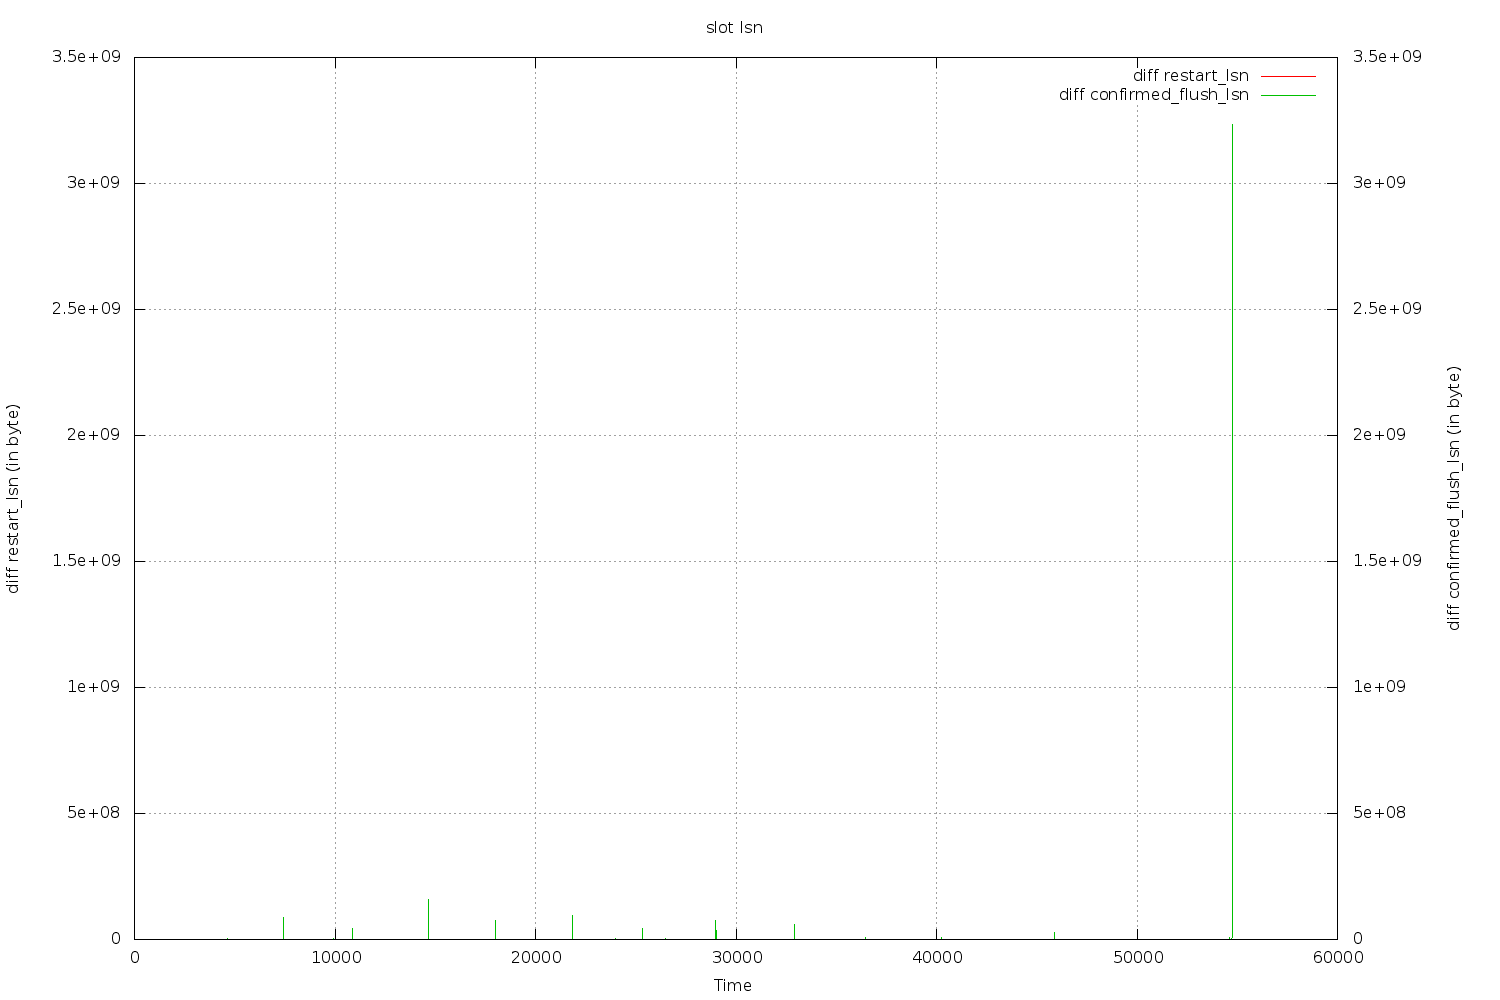 slot lsn
3.5e+09
3e+09
2.5e+09
2e+09
1.5e+09
1e+09
5e+08
0
diff restart_lsn (in byte)
diff restart_lsn
diff confirmed_flush_lsn
3.5e+09
3e+09
2.5e+09
2e+09
1.5e+09
1e+09
5e+08
0
diff confirmed_flush_lsn (in byte)
0 10000 20000 30000 40000 50000 60000
Time